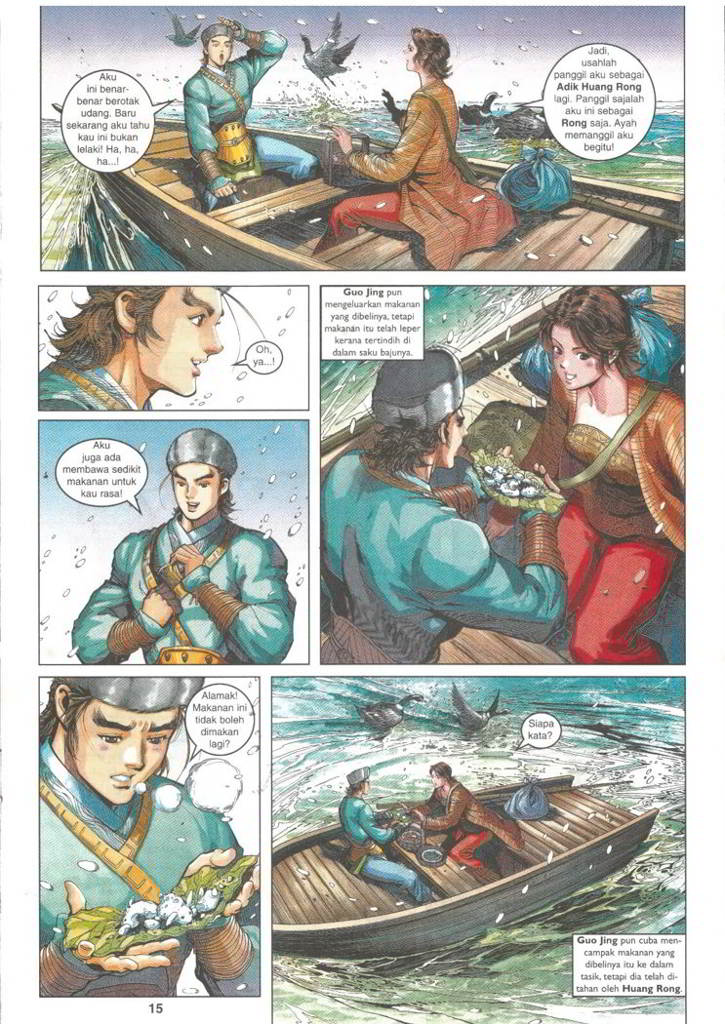 Aku
ini benar-
benar berotak
udang. Baru
sekarang aku tahu
kau ini bukan
lelaki! Ha, ha,
ha...!
Jadi,
usahlah
panggil aku sebagai
Adik Huang Rong
lagi. Panggil sajalah
aku ini sebagai
Rong saja. Ayah
memanggil aku
begitu!
Oh,
ya...!
Aku
juga ada
membawa sedikit
makanan untuk
kau rasa!
Guo Jing pun
mengeluarkan makanan
yang dibelinya, tetapi
makanan itu telah leper
kerana tertindih di
dalam saku bajunya.
Alamak!
Makanan ini
tidak boleh
dimakan
lagi?
Siapa
kata?
Guo Jing pun cuba men-
campak makanan yang
dibelinya itu ke dalam
tasik, tetapi dia telah di-
tahan oleh Huang Rong.
15